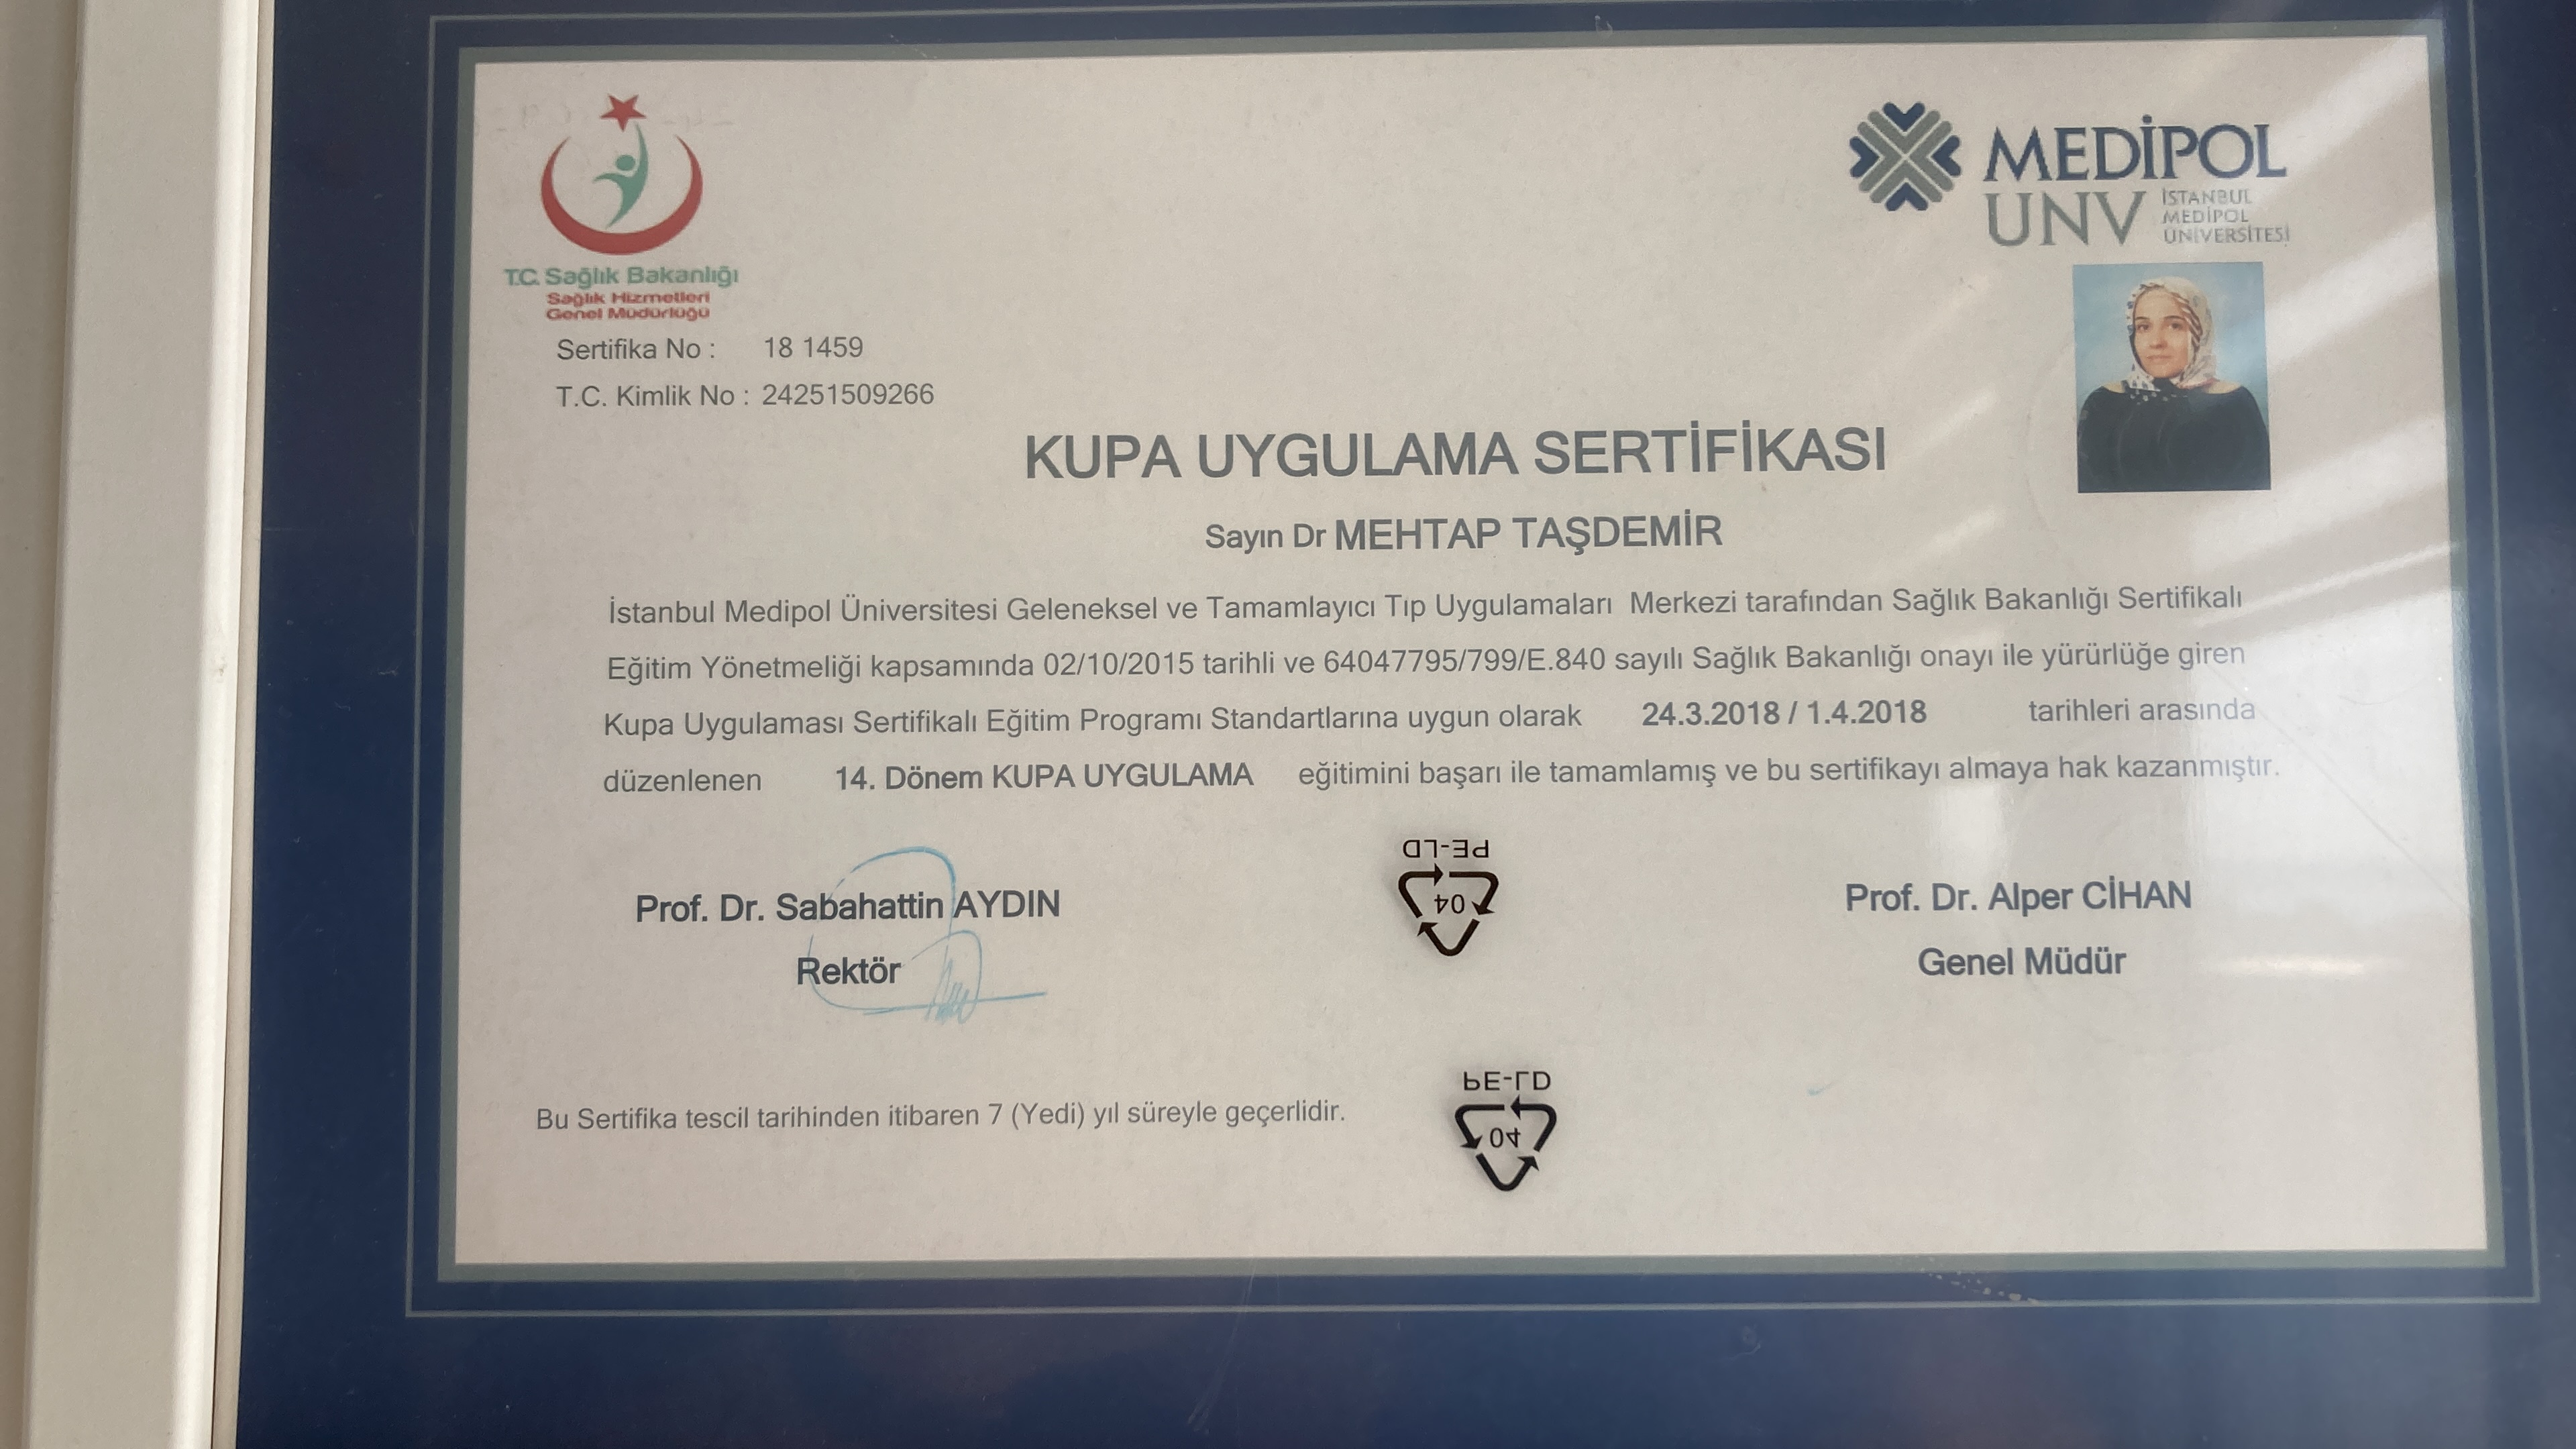 T.C. Sağlık Bakanlığı
Sağlık Hizmetleri
Genel Müdürlüğü
MEDİPOL
UNV
İSTANBUL
MEDİPOL
ÜNİVERSİTESİ
Sertifika No : 18 1459
T.C. Kimlik No : 24251509266
KUPA UYGULAMA SERTİFİKASI
Sayın Dr MEHTAP TAŞDEMİR
İstanbul Medipol Üniversitesi Geleneksel ve Tamamlayıcı Tıp Uygulamaları Merkezi tarafından Sağlık Bakanlığı Sertifikalı
Eğitim Yönetmeliği kapsamında 02/10/2015 tarihli ve 64047795/799/E.840 sayılı Sağlık Bakanlığı onayı ile yürürlüğe giren
Kupa Uygulaması Sertifikalı Eğitim Programı Standartlarına uygun olarak 24.3.2018 / 1.4.2018 tarihleri arasında
düzenlenen 14. Dönem KUPA UYGULAMA eğitimini başarı ile tamamlamış ve bu sertifikayı almaya hak kazanmıştır.
PE-LD
04
Prof. Dr. Sabahattin AYDIN
Rektör
Prof. Dr. Alper CİHAN
Genel Müdür
PE-LD
04
Bu Sertifika tescil tarihinden itibaren 7 (Yedi) yıl süreyle geçerlidir.